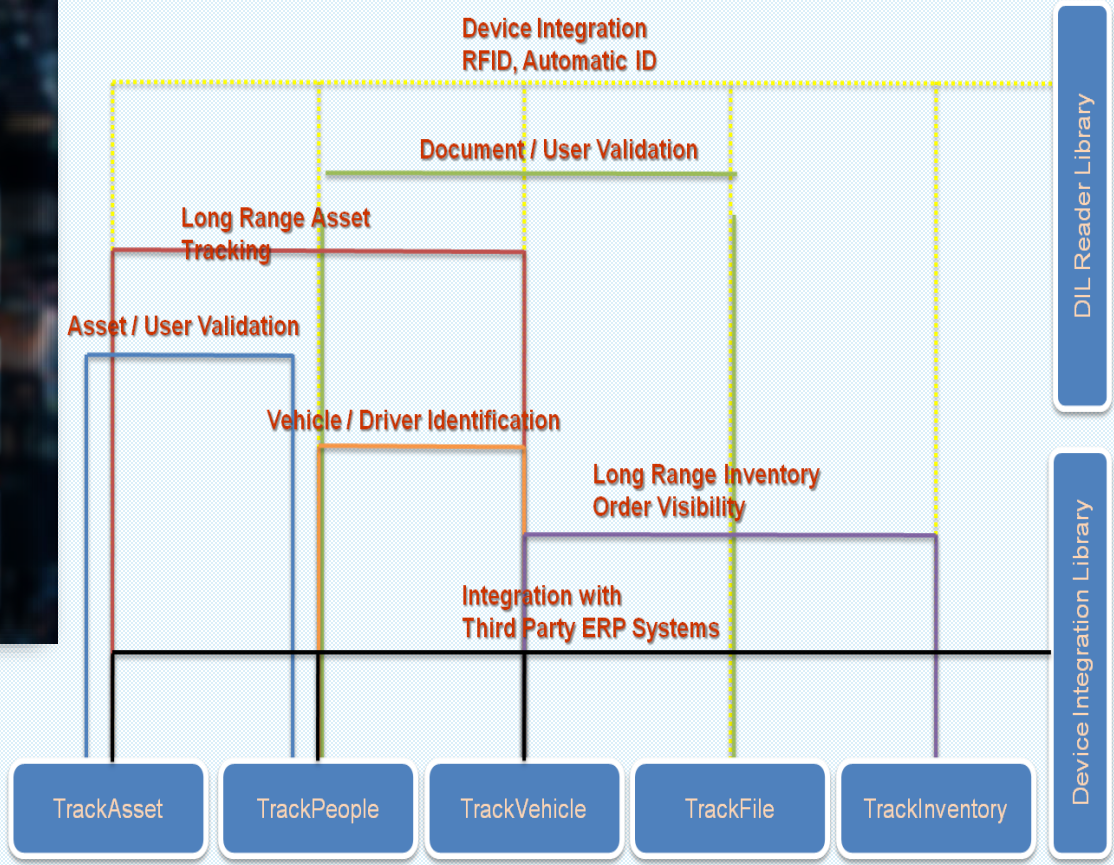 Device Integration
RFID, Automatic ID
Document / User Validation
Long Range Asset
Tracking
Asset / User Validation
Vehicle / Driver Identification
Long Range Inventory
Order Visibility
Integration with
Third Party ERP Systems
DIL Reader Library
Device Integration Library
TrackAsset
TrackPeople
TrackVehicle
TrackFile
TrackInventory